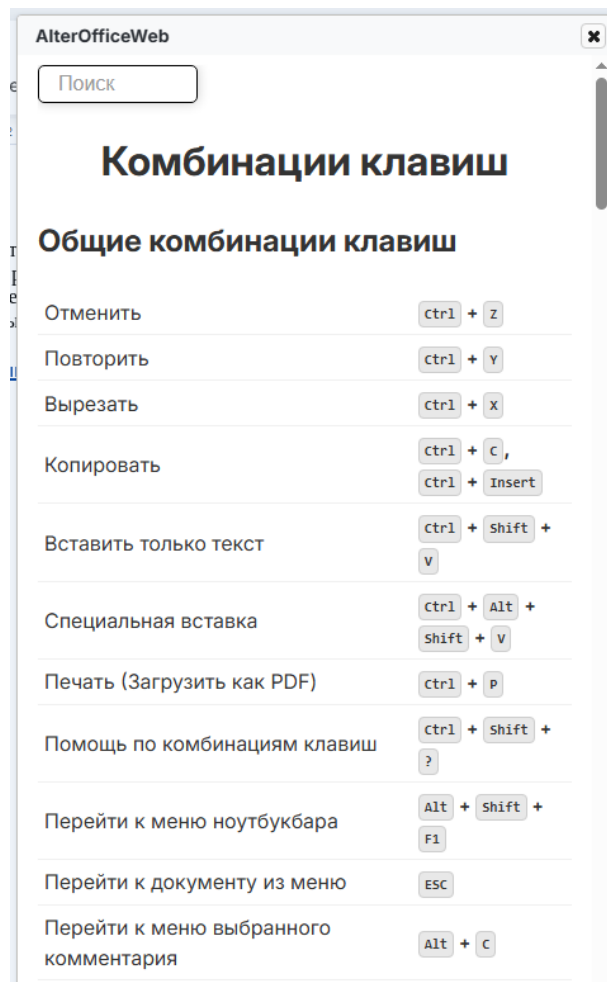 AlterOfficeWeb
Поиск
Комбинации клавиш
Общие комбинации клавиш
Отменить Ctrl + Z
Повторить Ctrl + Y
Вырезать Ctrl + X
Копировать Ctrl + C,
Ctrl + Insert
Вставить только текст Ctrl + Shift +
V
Специальная вставка Ctrl + Alt +
Shift + V
Печать (Загрузить как PDF) Ctrl + P
Помощь по комбинациям клавиш Ctrl + Shift +
?
Перейти к меню ноутбукбара Alt + Shift +
F1
Перейти к документу из меню ESC
Перейти к меню выбранного
комментария Alt + C